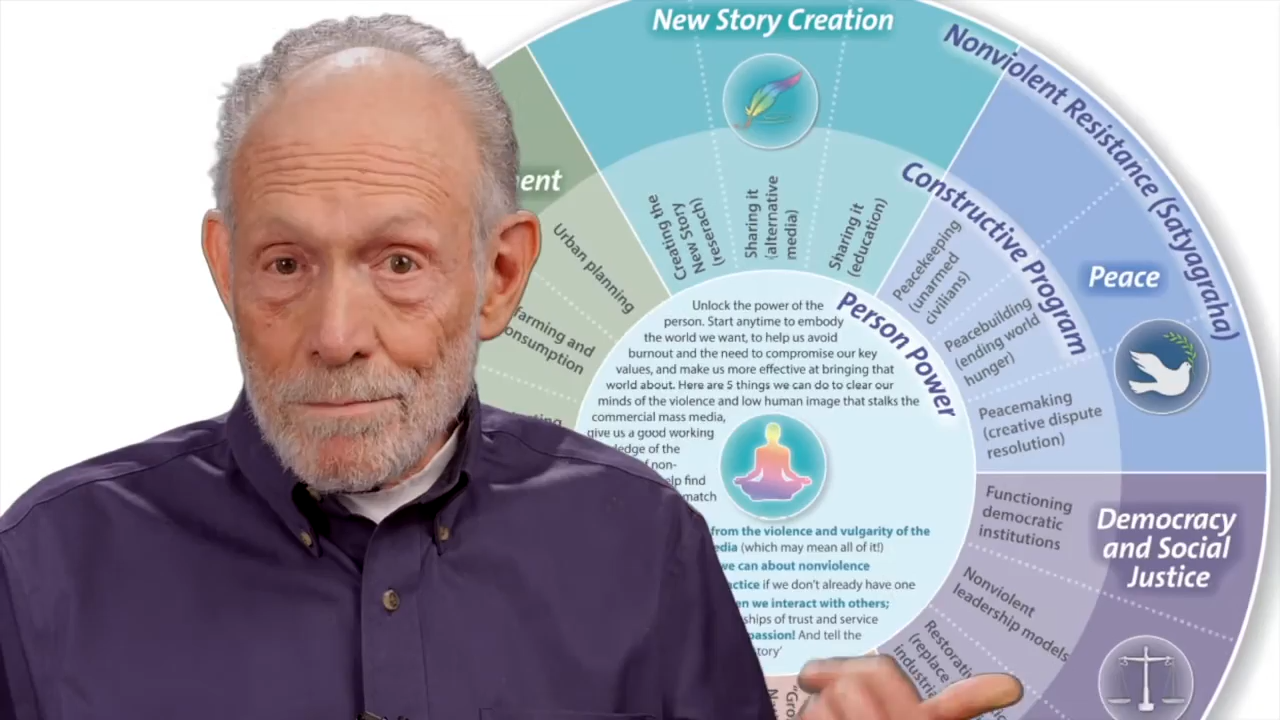 New Story Creation
Creating the
New Story
(reserach)
Sharing it
(alternative
media)
Sharing it
(education)
Nonviolent Resistance (Satyagraha)
Constructive Program
Person Power
Peace
Peacekeeping
(unarmed
civilians)
Peacebuilding
(ending world
hunger)
Peacemaking
(creative dispute
resolution)
Democracy
and Social
Justice
Functioning
democratic
institutions
Nonviolent
leadership models
(replace
Urban planning
and
Unlock the power of the
person. Start anytime to embody
the world we want, to help us avoid
burnout and the need to compromise our key
values, and make us more effective at bringing that
world about. Here are 5 things we can do to clear our
minds of the violence and low human image that stalks the
commercial mass media,
give us a good working
of the
non-
find
match
from the violence and vulgarity of the
(which may mean all of it!)
we can about nonviolence
if we don't already have one
when we interact with others;
of trust and service
And tell the